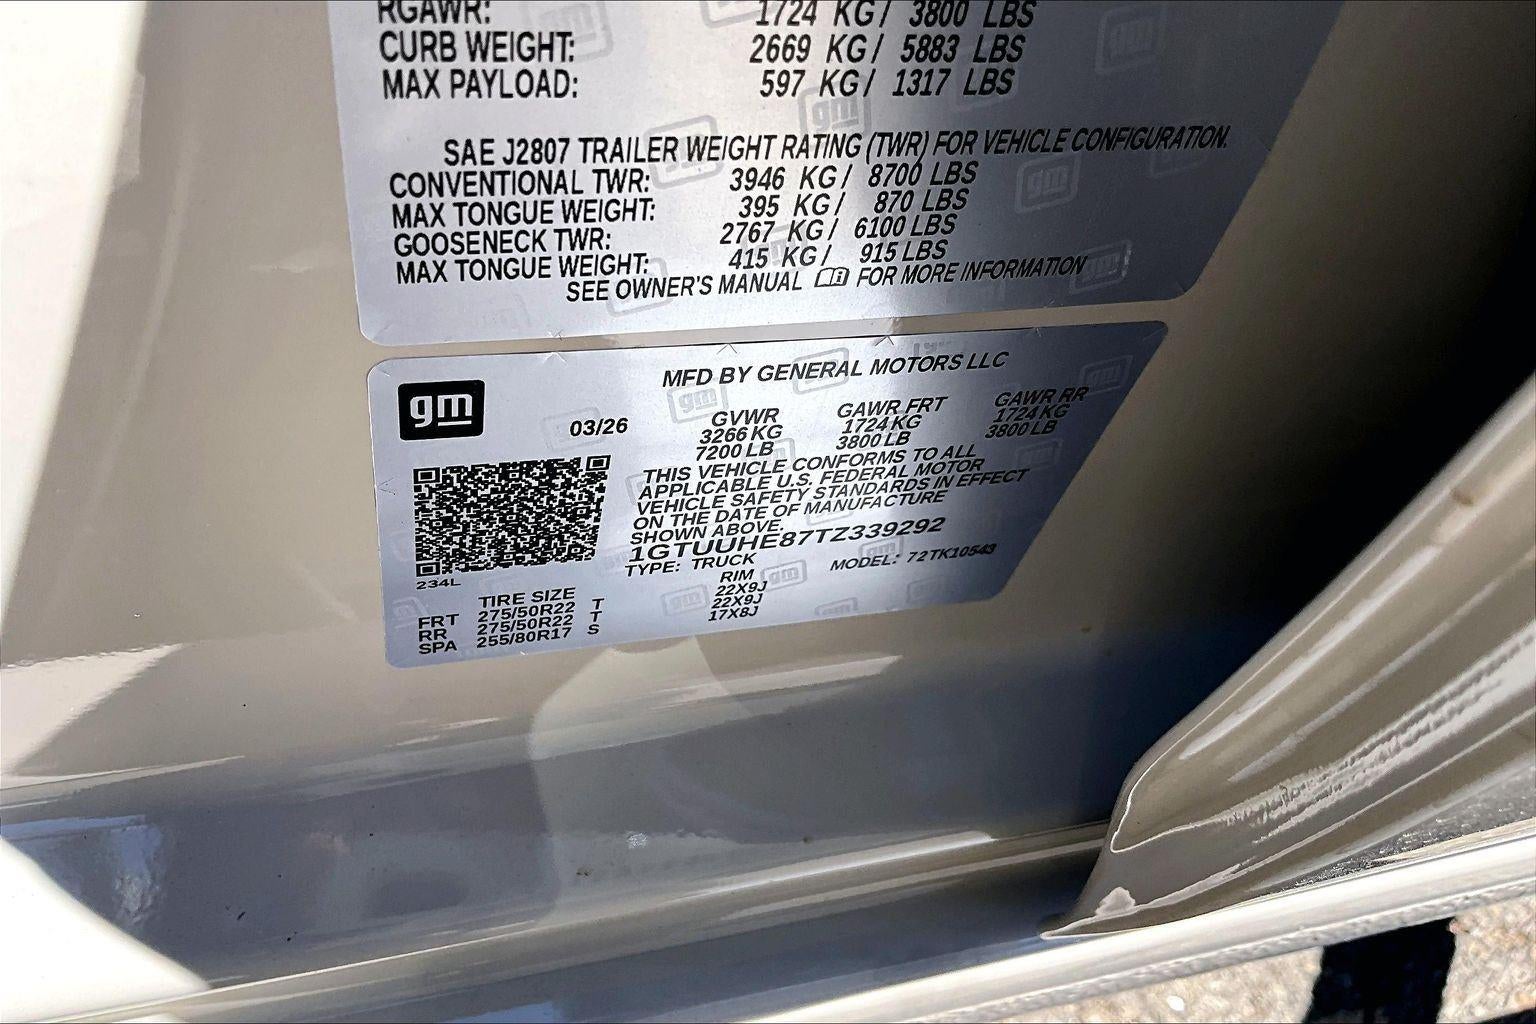 RGAWR: 1724 KG/ 3800 LBS
CURB WEIGHT: 2669 KG/ 5883 LBS
MAX PAYLOAD: 597 KG/ 1317 LBS
SAE J2807 TRAILER WEIGHT RATING (TWR) FOR VEHICLE CONFIGURATION.
CONVENTIONAL TWR: 3946 KG/ 8700 LBS
MAX TONGUE WEIGHT: 395 KG/ 870 LBS
GOOSENECK TWR: 2767 KG/ 6100 LBS
MAX TONGUE WEIGHT: 415 KG/ 915 LBS
SEE OWNER'S MANUAL FOR MORE INFORMATION
gm
MFD BY GENERAL MOTORS LLC
03/26
GVWR GAWR FRT GAWR RR
3266 KG 1724 KG 1724 KG
7200 LB 3800 LB 3800 LB
THIS VEHICLE CONFORMS TO ALL
APPLICABLE U.S. FEDERAL MOTOR
VEHICLE SAFETY STANDARDS IN EFFECT
ON THE DATE OF MANUFACTURE
SHOWN ABOVE.
1GTUUHE87TZ339292
TYPE: TRUCK MODEL: 72TK10543
234L
TIRE SIZE RIM
FRT 275/50R22 T 22X9J
RR 275/50R22 T 22X9J
SPA 255/80R17 S 17X8J